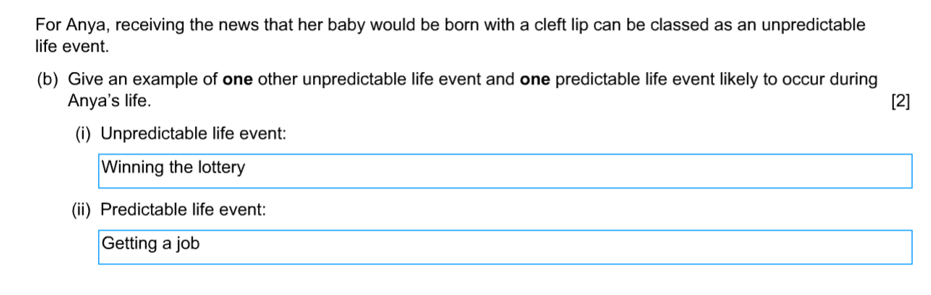 For Anya, receiving the news that her baby would be born with a cleft lip can be classed as an unpredictable
life event.
(b) Give an example of one other unpredictable life event and one predictable life event likely to occur during
Anya's life. [2]
(i) Unpredictable life event:
Winning the lottery
(ii) Predictable life event:
Getting a job